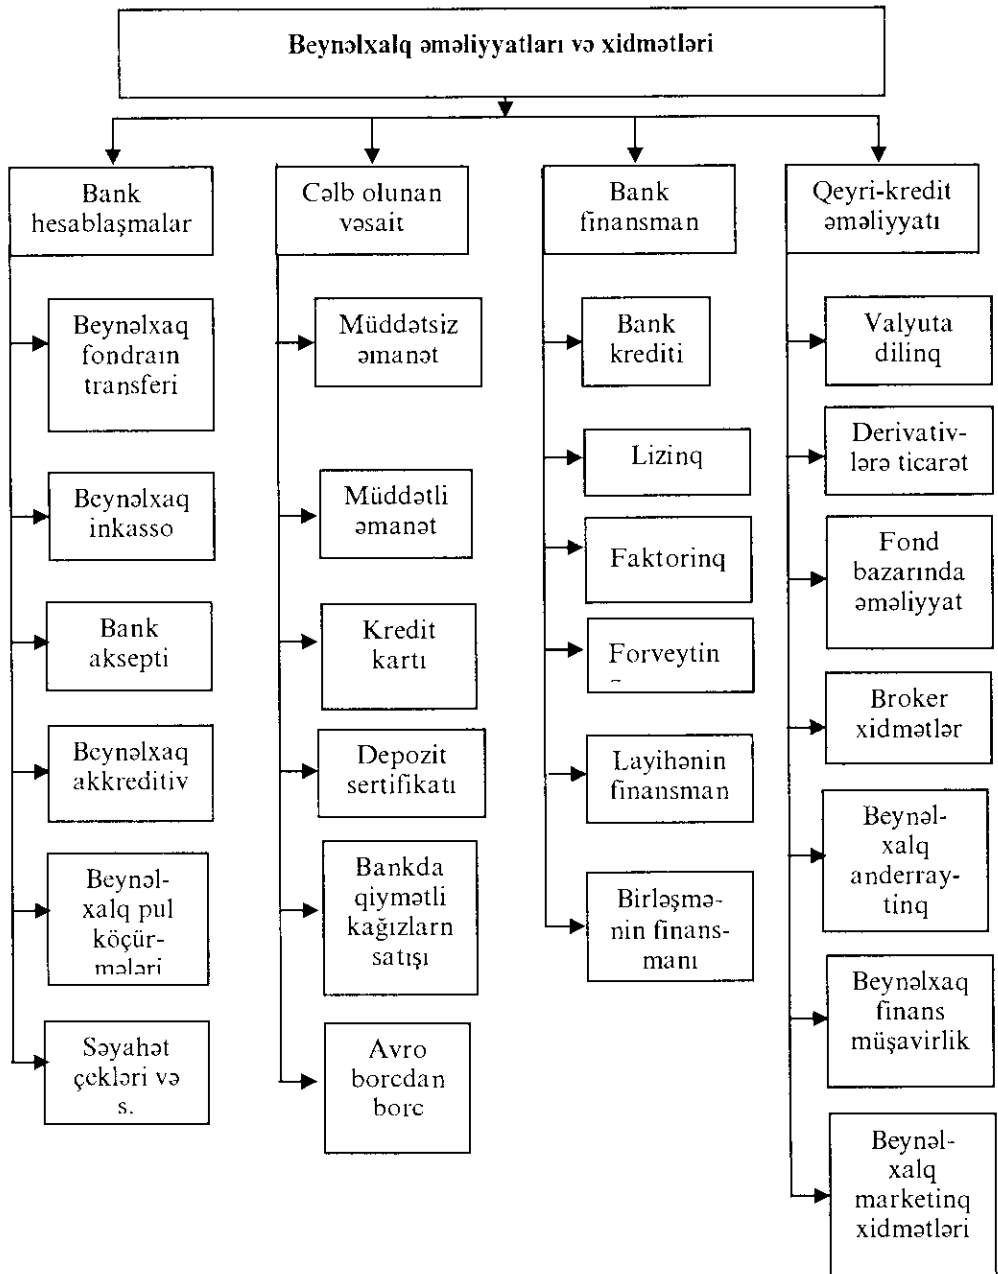 Beynəlxalq əməliyyatları və xidmətləri
Bank
hesablaşmalar
Beynəlxaq
fondraın
transferi
Beynəlxaq
inkasso
Bank
aksepti
Beynəlxaq
akkreditiv
Beynəl-
xalq pul
köçür-
mələri
Səyahət
çekləri və
s.
Cəlb olunan
vəsait
Müddətsiz
əmanət
Müddətli
əmanət
Kredit
kartı
Depozit
sertifikatı
Bankda
qiymətli
kağızlarn
satışı
Avro
borcdan
borc
Bank
finansman
Bank
krediti
Lizinq
Faktorinq
Forveytin
Layihənin
finansman
Birləşmə-
nin finans-
manı
Qeyri-kredit
əməliyyatı
Valyuta
dilinq
Derivativ-
lərə ticarət
Fond
bazarında
əməliyyat
Broker
xidmətlər
Beynəl-
xalq
anderray-
tinq
Beynəlxaq
finans
müşavirlik
Beynəl-
xalq
marketinq
xidmətləri